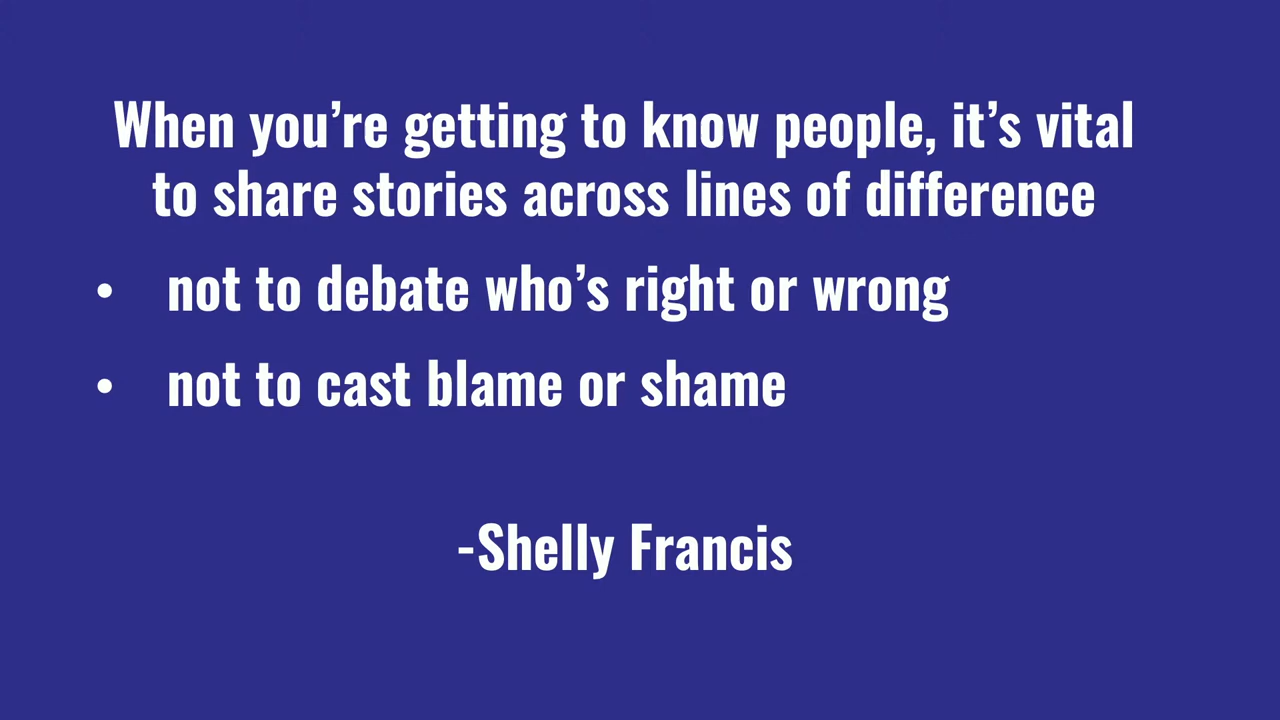 When you’re getting to know people, it’s vital
to share stories across lines of difference
• not to debate who’s right or wrong
• not to cast blame or shame
-Shelly Francis